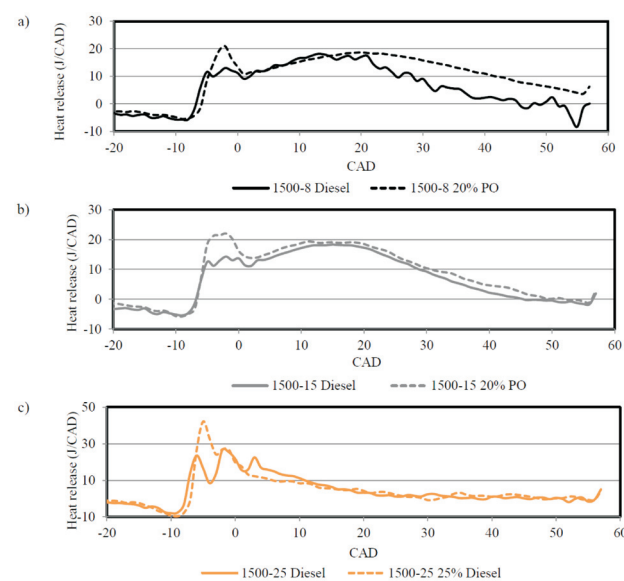 a)
Heat release (J/CAD)
30
20
10
0
-10
-20 -10 0 10 20 30 40 50 60
CAD
1500-8 Diesel 1500-8 20% PO
b)
Heat release (J/CAD)
30
20
10
0
-10
-20 -10 0 10 20 30 40 50 60
CAD
1500-15 Diesel 1500-15 20% PO
c)
Heat release (J/CAD)
50
30
10
-10
-20 -10 0 10 20 30 40 50 60
CAD
1500-25 Diesel 1500-25 25% Diesel